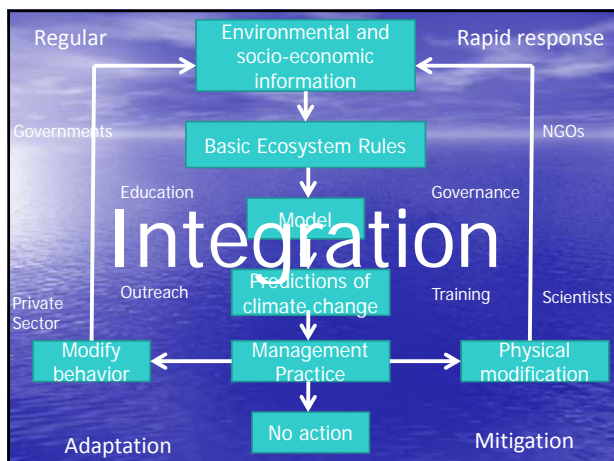 Regular
Environmental and
socio-economic
information
Rapid response
Governments
NGOs
Basic Ecosystem Rules
Education
Governance
Model
Integration
Predictions of
climate change
Outreach
Training
Private
Sector
Scientists
Modify
behavior
Management
Practice
Physical
modification
No action
Adaptation
Mitigation